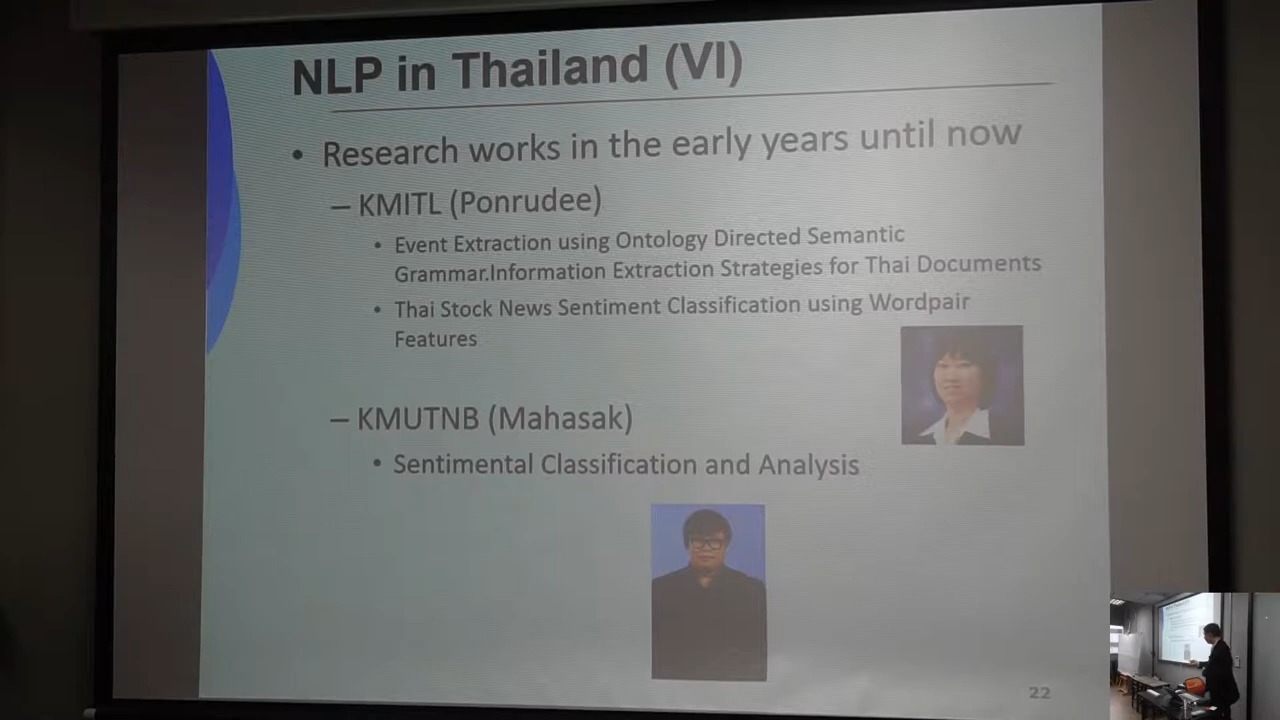 NLP in Thailand (VI)
• Research works in the early years until now
– KMITL (Ponrudee)
• Event Extraction using Ontology Directed Semantic
Grammar.Information Extraction Strategies for Thai Documents
• Thai Stock News Sentiment Classification using Wordpair
Features
– KMUTNB (Mahasak)
• Sentimental Classification and Analysis
22